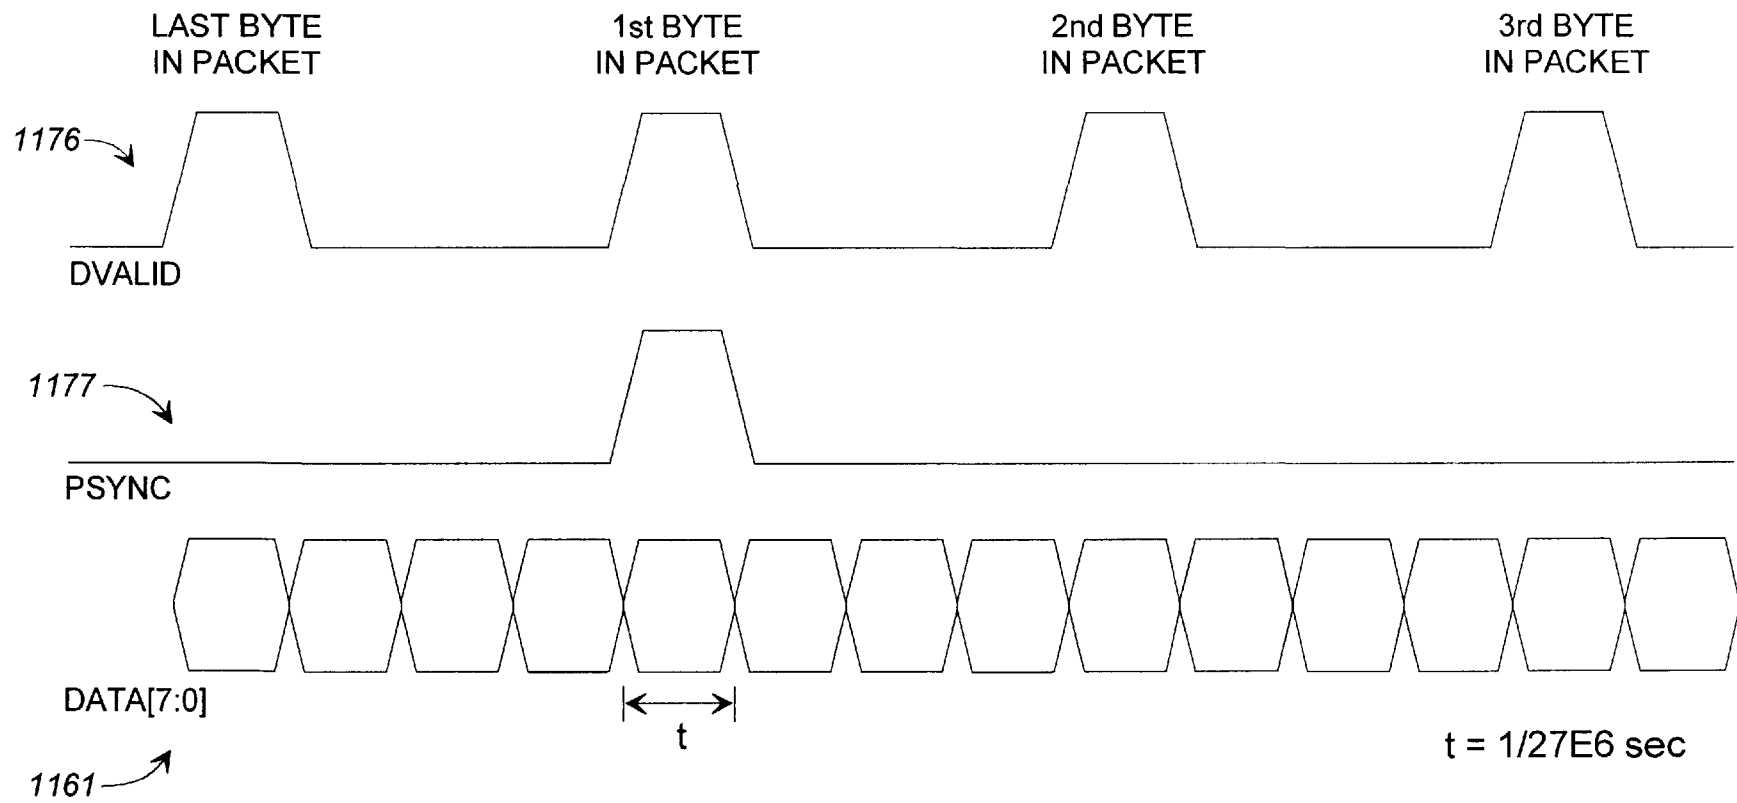 LAST BYTE
IN PACKET
1st BYTE
IN PACKET
2nd BYTE
IN PACKET
3rd BYTE
IN PACKET
1176
DVALID
1177
PSYNC
DATA[7:0]
t
t = 1/27E6 sec
1161